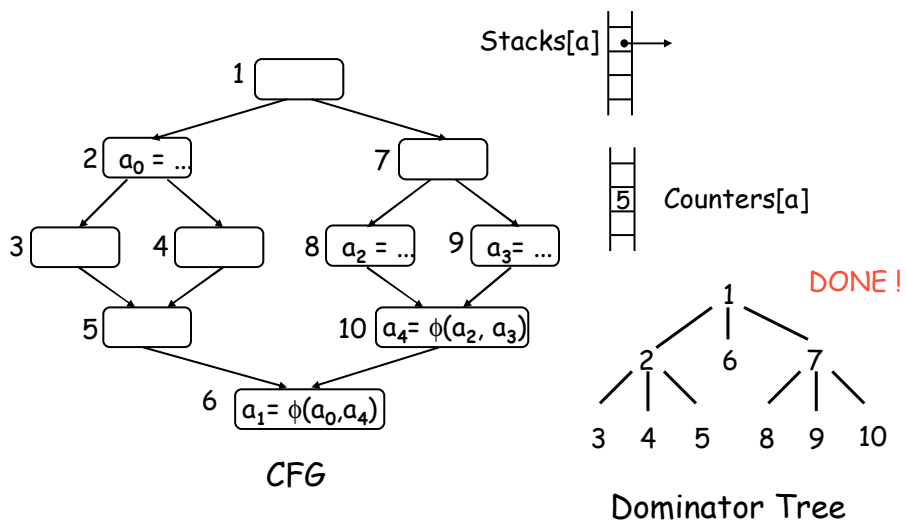 Stacks[a]
1
2 a₀ = ...
7
5 Counters[a]
3
4
8 a₂ = ...
9 a₃= ...
DONE !
1
5
10 a₄= ϕ(a₂, a₃)
2 6 7
6 a₁= ϕ(a₀,a₄)
3 4 5 8 9 10
CFG
Dominator Tree